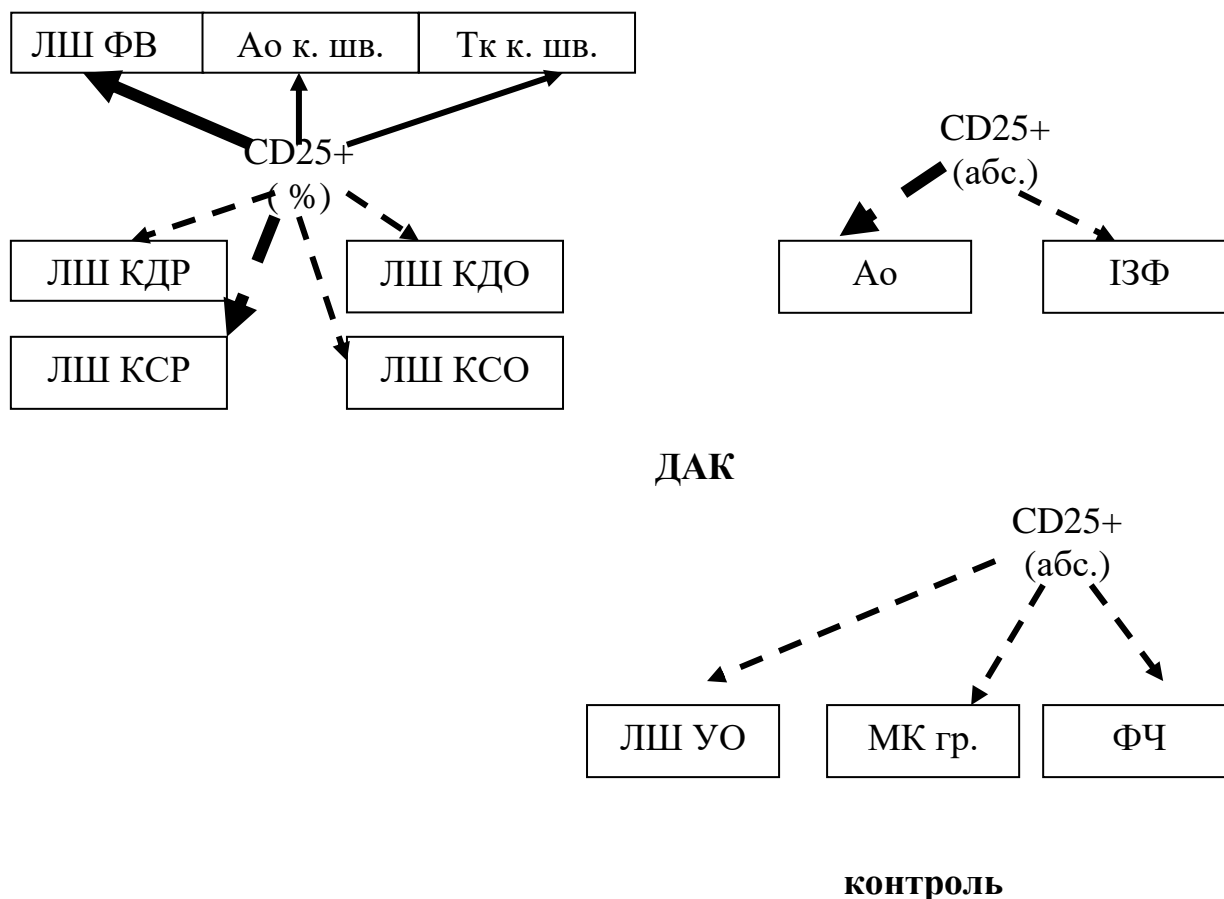 ЛШ ФВ Ао к. шв. Тк к. шв.
CD25+
( %)
CD25+
(абс.)
ЛШ КДР ЛШ КДО
Ао ІЗФ
ЛШ КСР ЛШ КСО
ДАК
CD25+
(абс.)
ЛШ УО МК гр. ФЧ
контроль